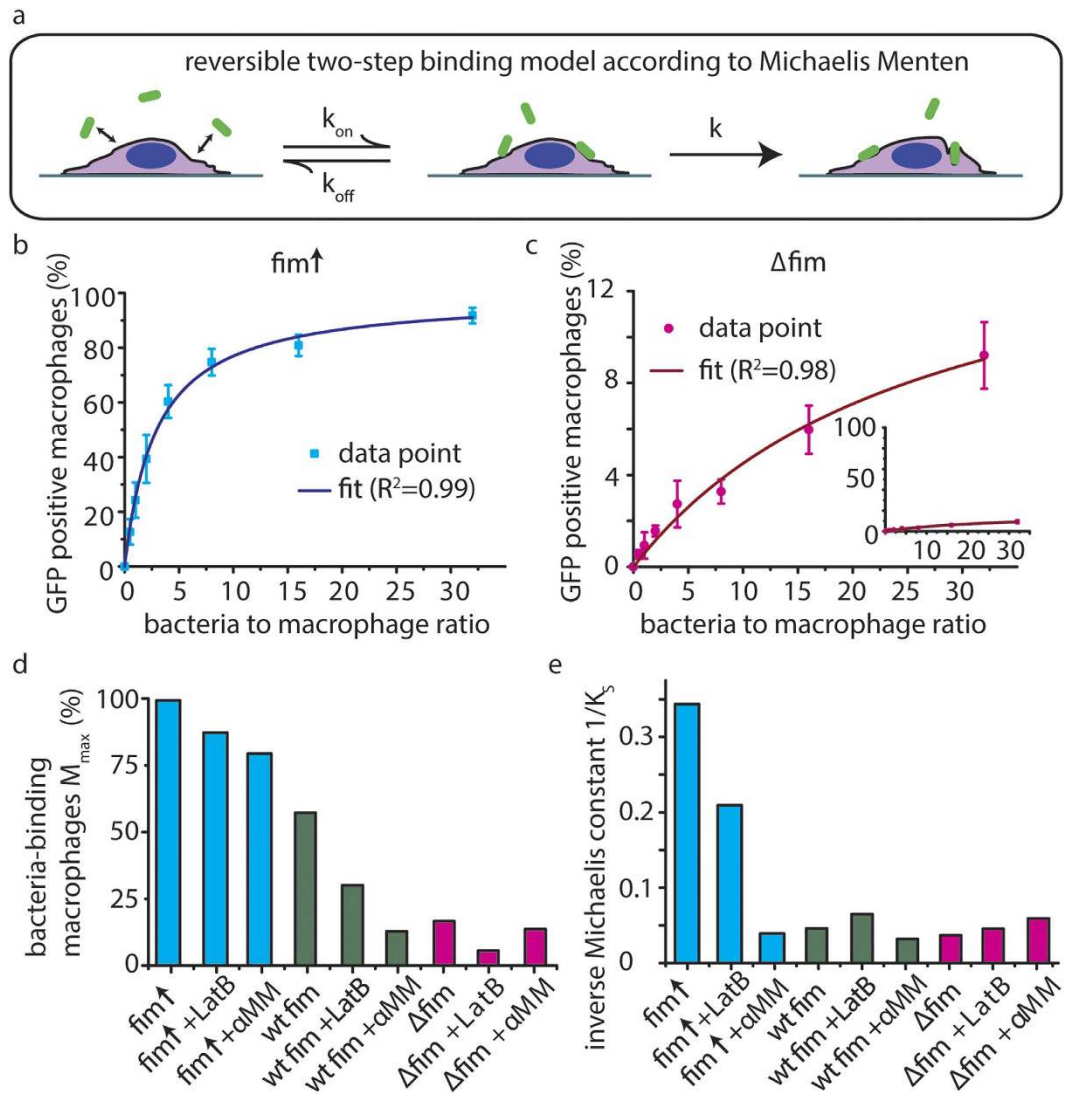 a
reversible two-step binding model according to Michaelis Menten
k_on
k_off
k
b
fim↑
GFP positive macrophages (%)
100
80
60
40
20
0
data point
fit (R²=0.99)
0 5 10 15 20 25 30
bacteria to macrophage ratio
c
Δfim
GFP positive macrophages (%)
12
8
4
0
data point
fit (R²=0.98)
100
50
0
10 20 30
0 5 10 15 20 25 30
bacteria to macrophage ratio
d
bacteria-binding
macrophages M_max (%)
100
75
50
25
0
fim↑
fim↑ +LatB
fim↑ +αMM
wt fim
wt fim +LatB
wt fim +αMM
Δfim
Δfim + LatB
Δfim + αMM
e
inverse Michaelis constant 1/K_S
0.3
0.2
0.1
0
fim↑
fim↑ +LatB
fim↑ +αMM
wt fim
wt fim +LatB
wt fim +αMM
Δfim
Δfim + LatB
Δfim + αMM